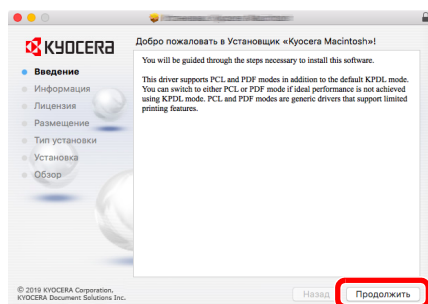 KYOCERA
Добро пожаловать в Установщик «Kyocera Macintosh»!
Введение
Информация
Лицензия
Размещение
Тип установки
Установка
Обзор
You will be guided through the steps necessary to install this software.
This driver supports PCL and PDF modes in addition to the default KPDL mode.
You can switch to either PCL or PDF mode if ideal performance is not achieved
using KPDL mode. PCL and PDF modes are generic drivers that support limited
printing features.
© 2019 KYOCERA Corporation,
KYOCERA Document Solutions Inc.
Назад
Продолжить